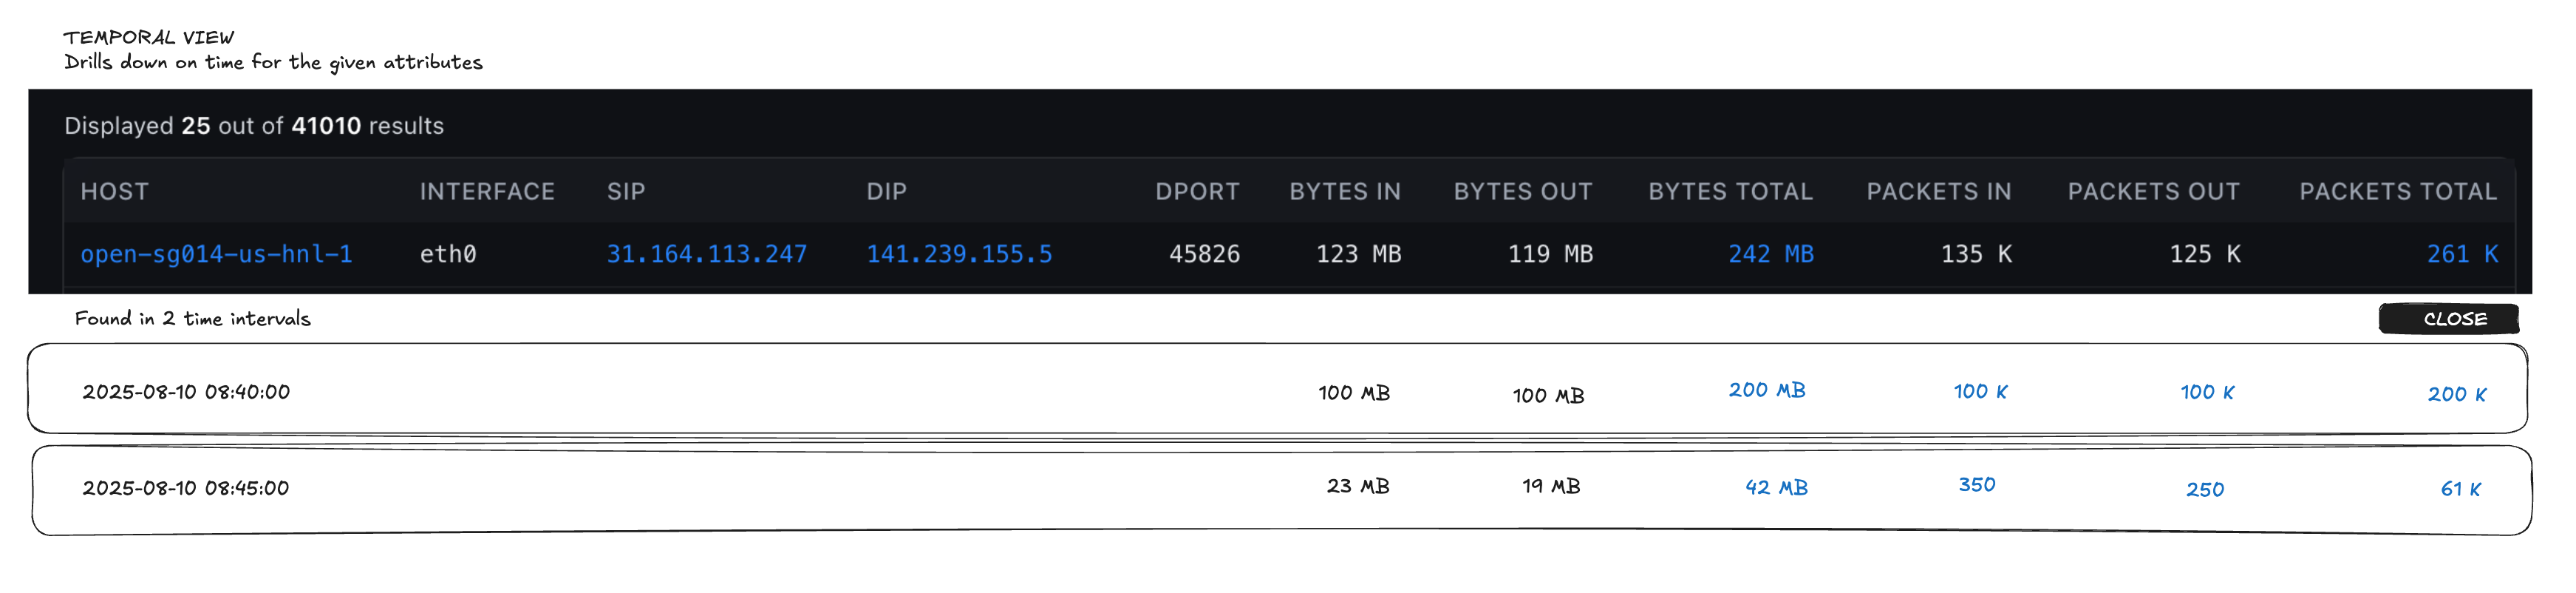 TEMPORAL VIEW
Drills down on time for the given attributes
Displayed 25 out of 41010 results
HOST INTERFACE SIP DIP DPORT BYTES IN BYTES OUT BYTES TOTAL PACKETS IN PACKETS OUT PACKETS TOTAL
open-sg014-us-hnl-1 eth0 31.164.113.247 141.239.155.5 45826 123 MB 119 MB 242 MB 135 K 125 K 261 K
Found in 2 time intervals CLOSE
2025-08-10 08:40:00 100 MB 100 MB 200 MB 100 K 100 K 200 K
2025-08-10 08:45:00 23 MB 19 MB 42 MB 350 250 61 K